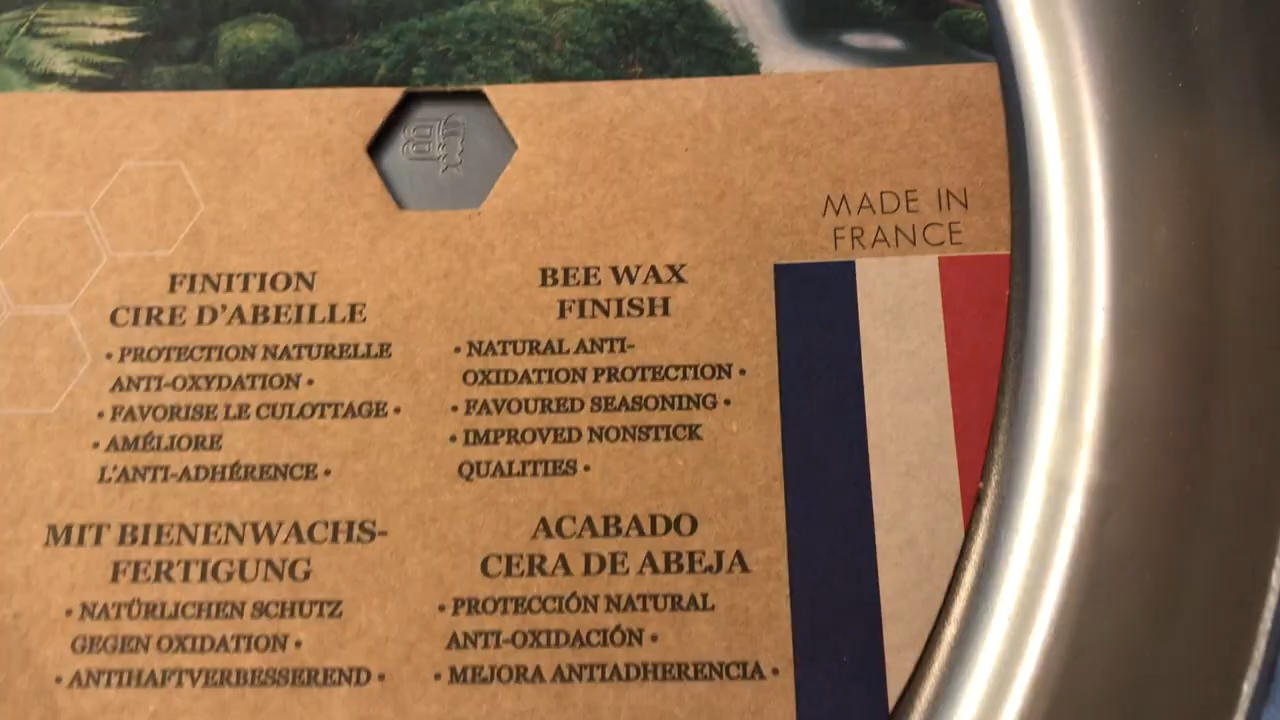 MADE IN
FRANCE
FINITION
CIRE D'ABEILLE
• PROTECTION NATURELLE
ANTI-OXYDATION •
• FAVORISE LE CULOTTAGE •
• AMÉLIORE
L'ANTI-ADHÉRENCE •
BEE WAX
FINISH
• NATURAL ANTI-
OXIDATION PROTECTION •
• FAVOURED SEASONING •
• IMPROVED NONSTICK
QUALITIES •
MIT BIENENWACHS-
FERTIGUNG
• NATÜRLICHEN SCHUTZ
GEGEN OXIDATION •
• ANTIHAFTVERBESSEREND •
ACABADO
CERA DE ABEJA
• PROTECCIÓN NATURAL
ANTI-OXIDACIÓN •
• MEJORA ANTIADHERENCIA •